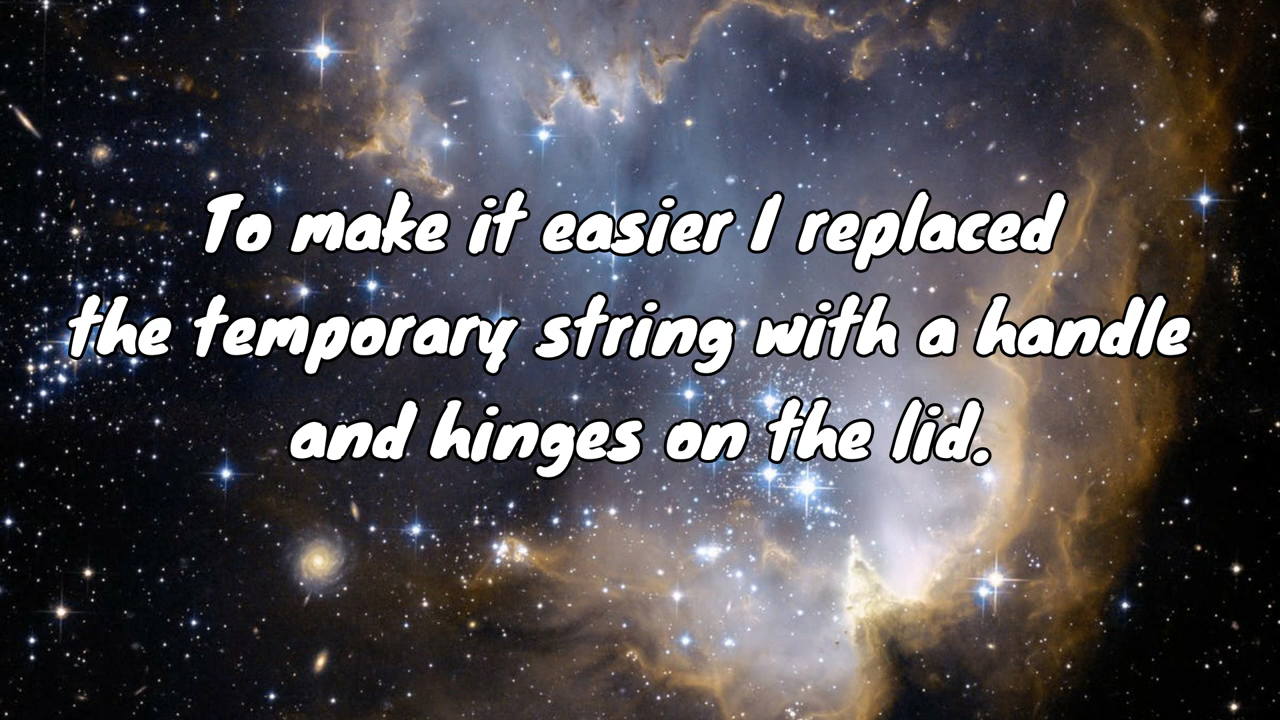 To make it easier I replaced
the temporary string with a handle
and hinges on the lid.